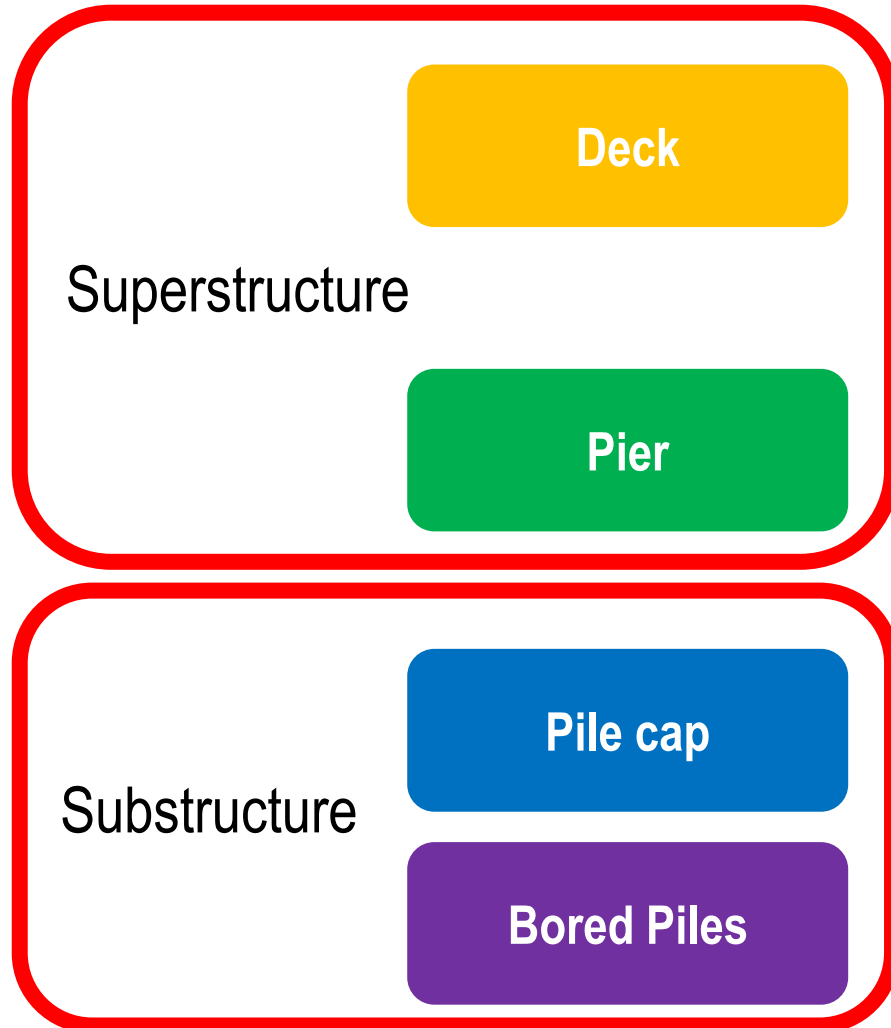 Deck
Superstructure
Pier
Pile cap
Substructure
Bored Piles